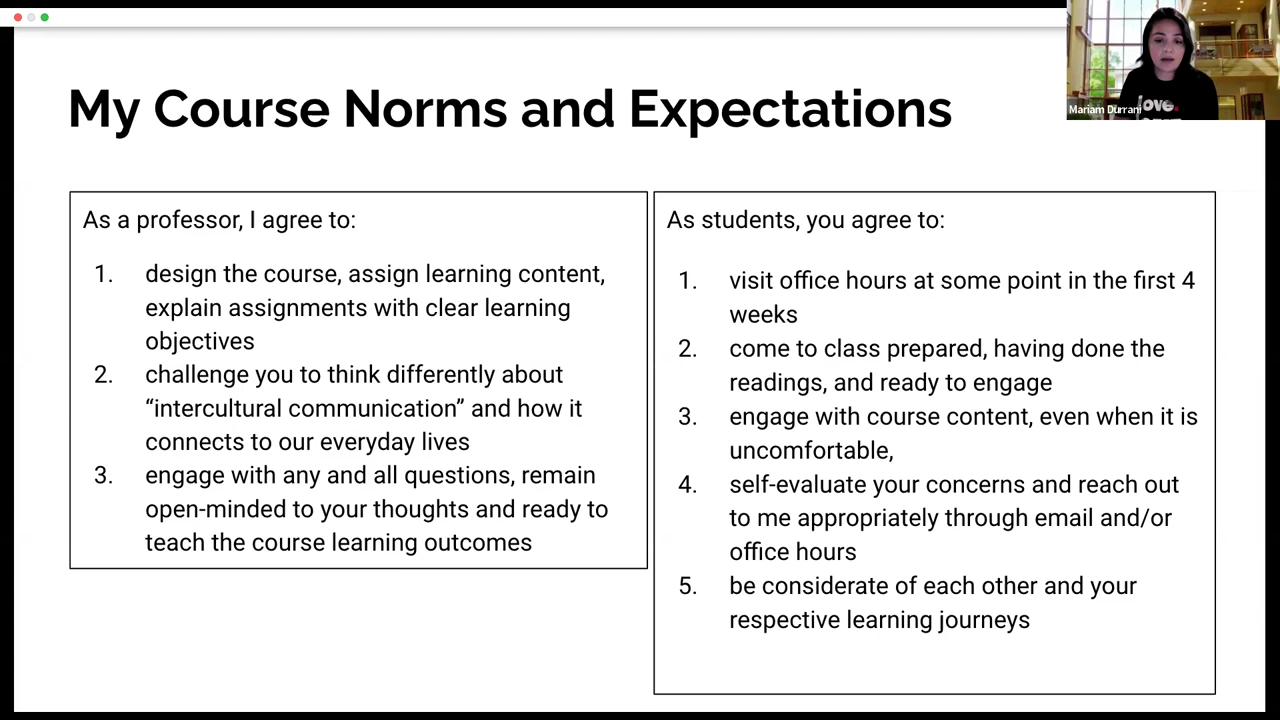 My Course Norms and Expectations
Mariam Durrani
ove.
As a professor, I agree to:
1. design the course, assign learning content,
explain assignments with clear learning
objectives
2. challenge you to think differently about
“intercultural communication” and how it
connects to our everyday lives
3. engage with any and all questions, remain
open-minded to your thoughts and ready to
teach the course learning outcomes
As students, you agree to:
1. visit office hours at some point in the first 4
weeks
2. come to class prepared, having done the
readings, and ready to engage
3. engage with course content, even when it is
uncomfortable,
4. self-evaluate your concerns and reach out
to me appropriately through email and/or
office hours
5. be considerate of each other and your
respective learning journeys